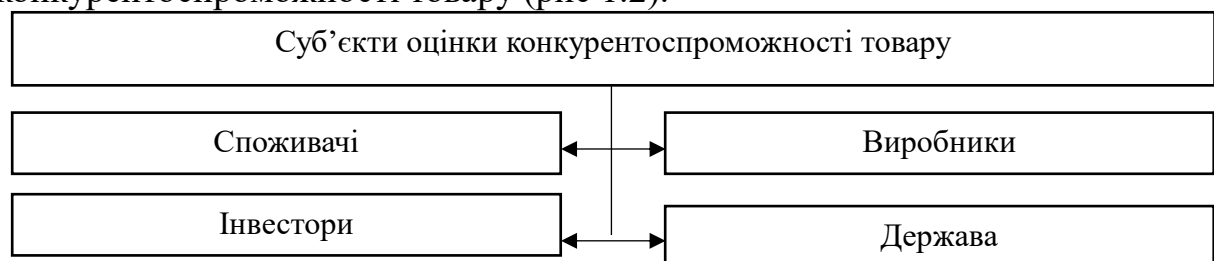 конкурентоспроможності товару (рис 1.2).
Суб’єкти оцінки конкурентоспроможності товару
Споживачі
Виробники
Інвестори
Держава